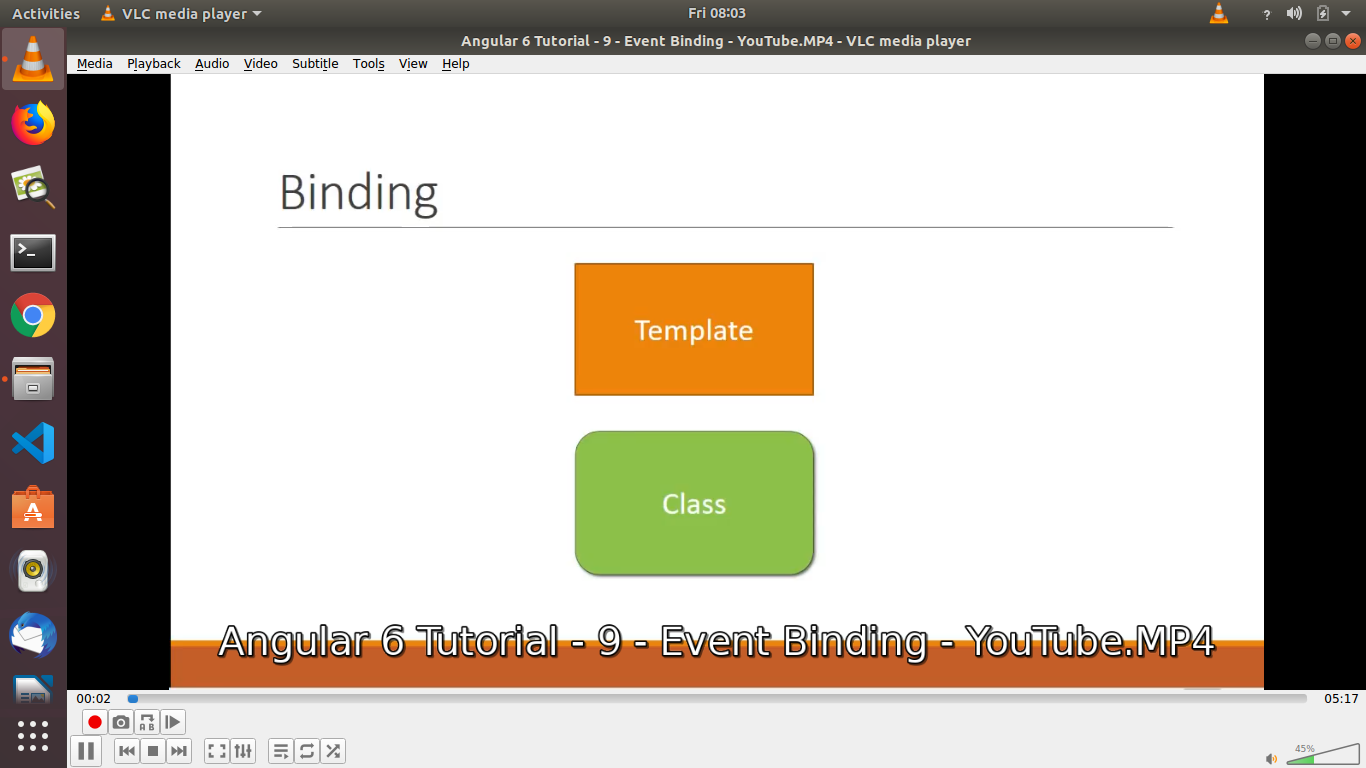 Activities
VLC media player
Fri 08:03
?
Angular 6 Tutorial - 9 - Event Binding - YouTube.MP4 - VLC media player
Media Playback Audio Video Subtitle Tools View Help
Binding
Template
Class
Angular 6 Tutorial - 9 - Event Binding - YouTube.MP4
00:02
05:17
A B
45%